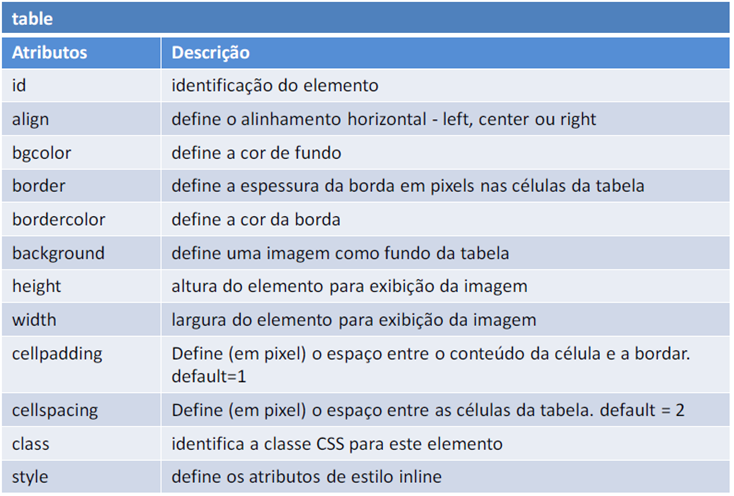 table
Atributos Descrição
id identificação do elemento
align define o alinhamento horizontal - left, center ou right
bgcolor define a cor de fundo
border define a espessura da borda em pixels nas células da tabela
bordercolor define a cor da borda
background define uma imagem como fundo da tabela
height altura do elemento para exibição da imagem
width largura do elemento para exibição da imagem
cellpadding Define (em pixel) o espaço entre o conteúdo da célula e a bordar.
default=1
cellspacing Define (em pixel) o espaço entre as células da tabela. default = 2
class identifica a classe CSS para este elemento
style define os atributos de estilo inline